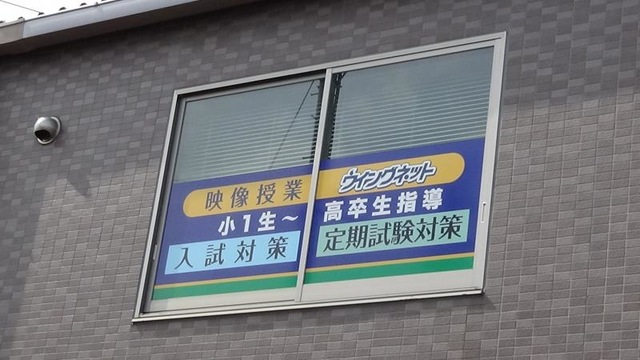 映像授業 ウイングネット
小1生～高卒生指導
入試対策 定期試験対策